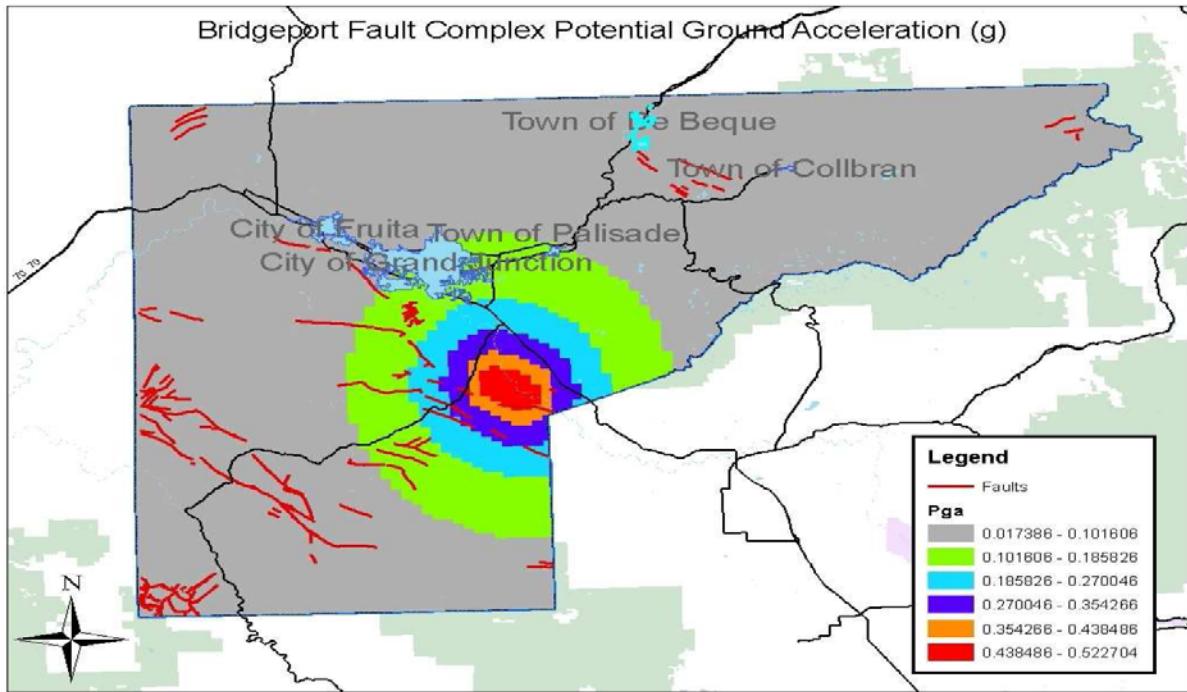 Bridgeport Fault Complex Potential Ground Acceleration (g)
Town of De Beque
Town of Collbran
City of Fruita
Town of Palisade
City of Grand Junction
70 70
N
Legend
Faults
Pga
0.017386 - 0.101606
0.101606 - 0.185826
0.185826 - 0.270046
0.270046 - 0.354266
0.354266 - 0.438486
0.438486 - 0.522704